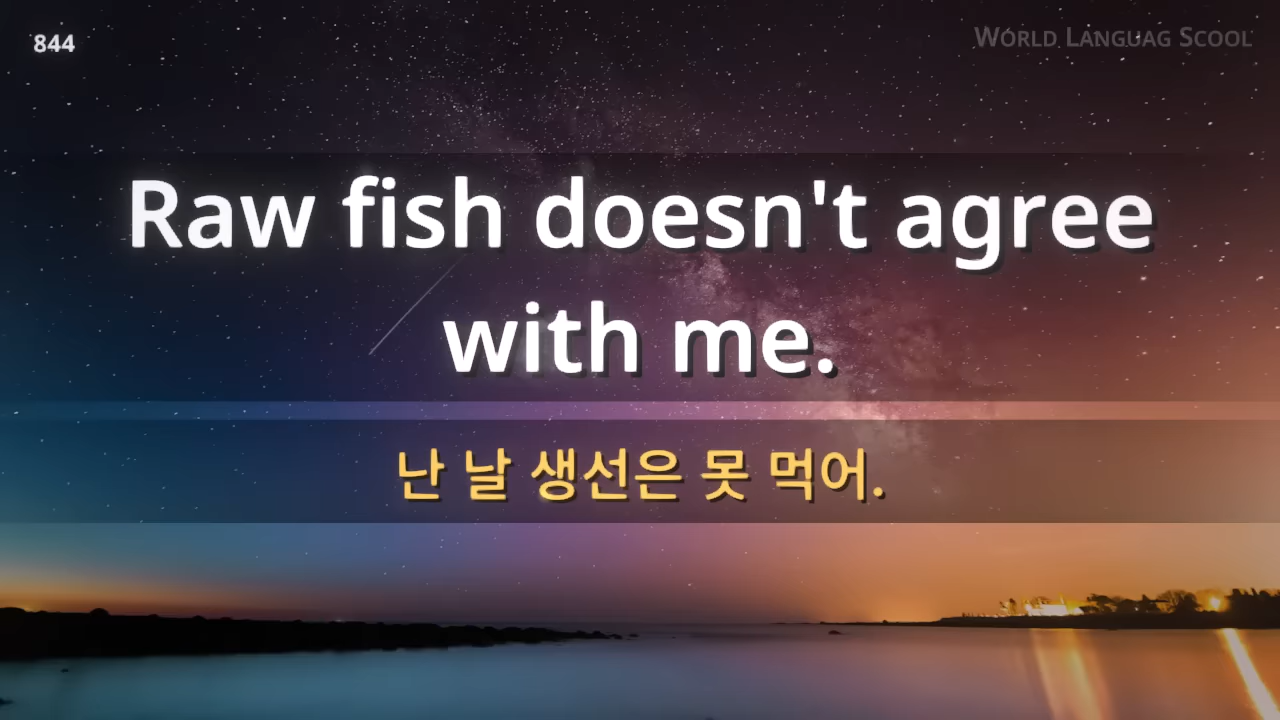 844
WORLD LANGUAG SCOOL
Raw fish doesn't agree
with me.
난 날 생선은 못 먹어.